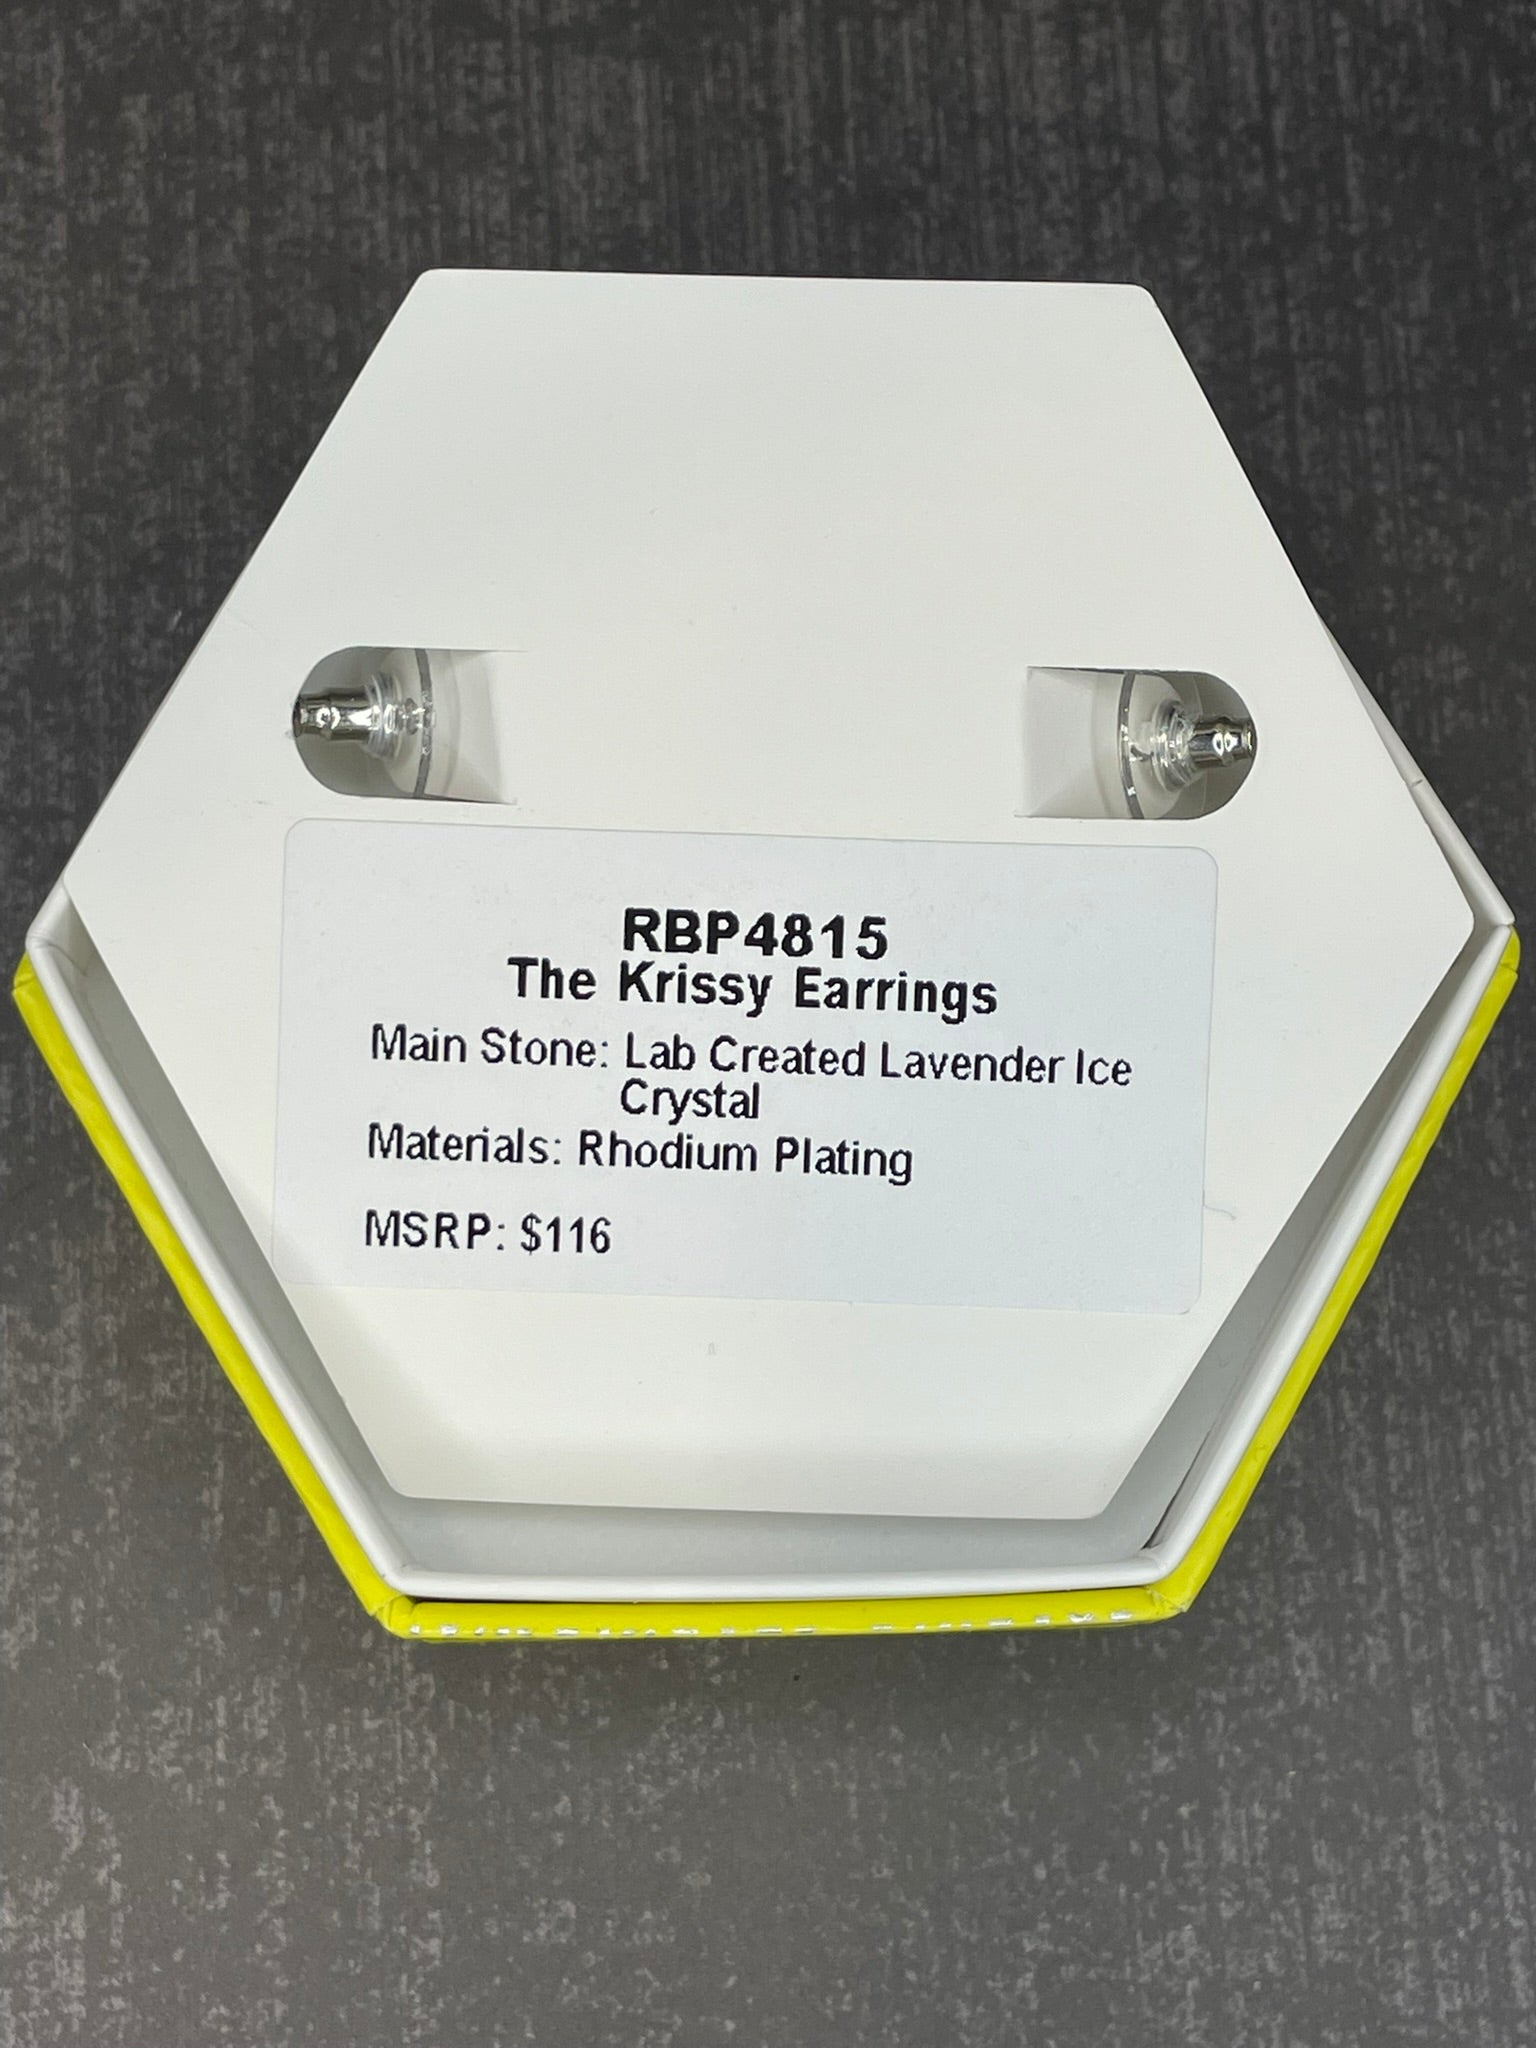 RBP4815
The Krissy Earrings
Main Stone: Lab Created Lavender Ice
Crystal
Materials: Rhodium Plating
MSRP: $116